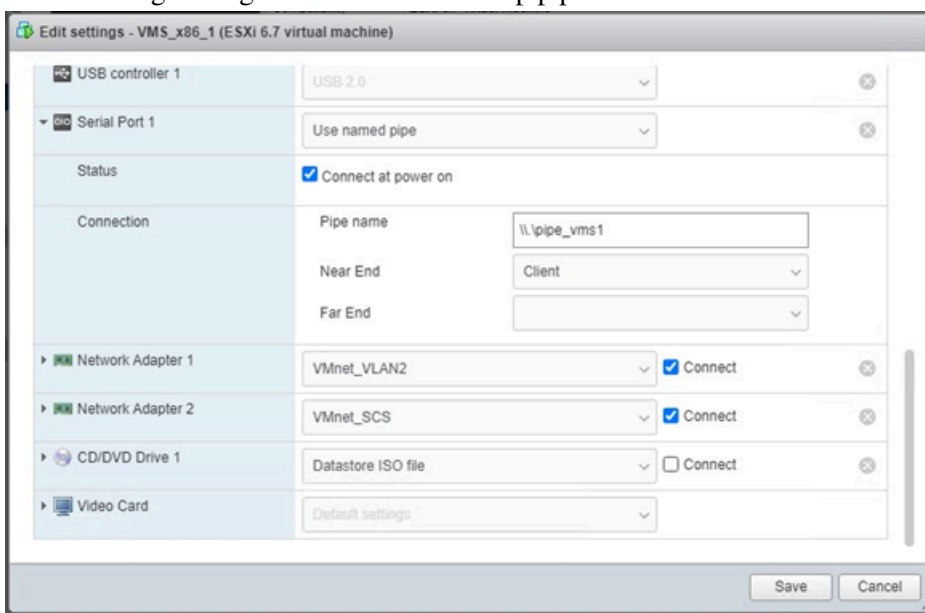 Edit settings - VMS_x86_1 (ESXi 6.7 virtual machine)
USB controller 1 USB 2.0
Serial Port 1 Use named pipe
Status Connect at power on
Connection Pipe name \\.\pipe_vms1
Near End Client
Far End
Network Adapter 1 VMnet_VLAN2 Connect
Network Adapter 2 VMnet_SCS Connect
CD/DVD Drive 1 Datastore ISO file Connect
Video Card Default settings
Save Cancel